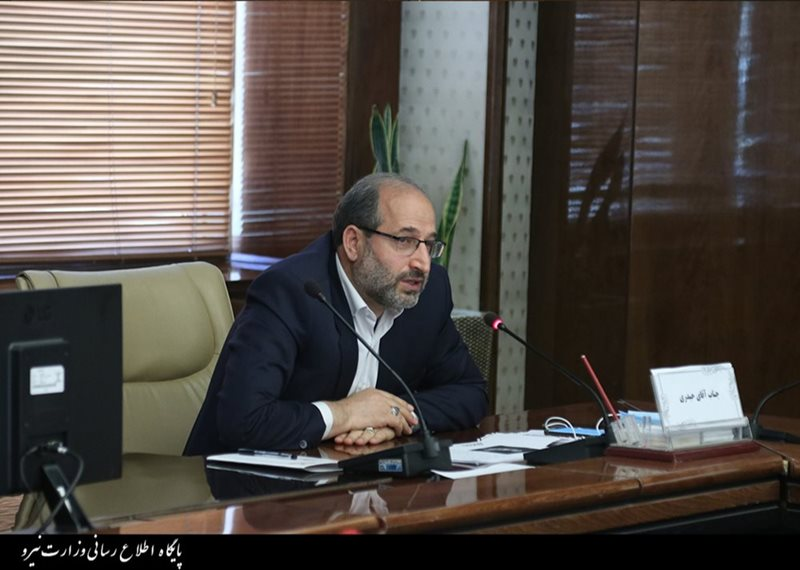 جناب آقای حیدری
پایگاه اطلاع رسانی وزارت نیرو